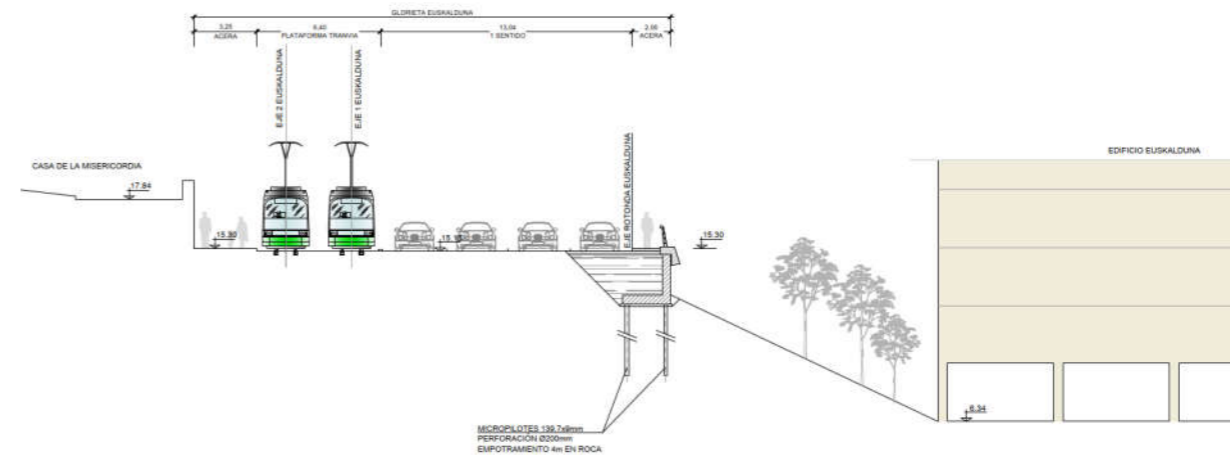 GLORIETA EUSKALDUNA
3,25
6,40
13,04
2,00
ACERA
PLATAFORMA TRANVIA
1 SENTIDO
ACERA
EJE 2 EUSKALDUNA
EJE 1 EUSKALDUNA
EJE ROTONDA EUSKALDUNA
CASA DE LA MISERICORDIA
EDIFICIO EUSKALDUNA
17.84
15.30
15.30
6.34
MICROPILOTES 139.7x9mm
PERFORACIÓN Ø200mm
EMPOTRAMIENTO 4m EN ROCA